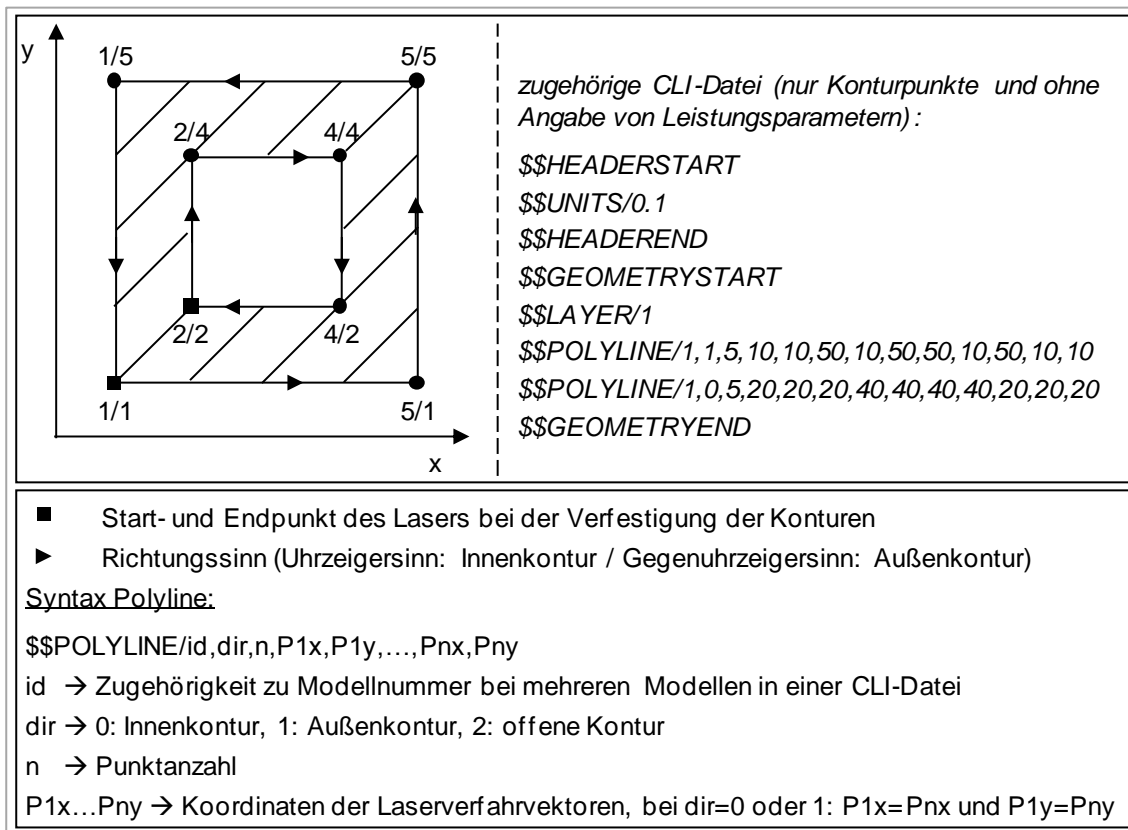 y
1/5
5/5
2/4
4/4
2/2
4/2
1/1
5/1
x
zugehörige CLI-Datei (nur Konturpunkte und ohne
Angabe von Leistungsparametern):
$$HEADERSTART
$$UNITS/0.1
$$HEADEREND
$$GEOMETRYSTART
$$LAYER/1
$$POLYLINE/1,1,5,10,10,50,10,50,50,10,50,10,10
$$POLYLINE/1,0,5,20,20,20,40,40,40,40,20,20,20
$$GEOMETRYEND
■ Start- und Endpunkt des Lasers bei der Verfestigung der Konturen
► Richtungssinn (Uhrzeigersinn: Innenkontur / Gegenuhrzeigersinn: Außenkontur)
Syntax Polyline:
$$POLYLINE/id,dir,n,P1x,P1y,…,Pnx,Pny
id → Zugehörigkeit zu Modellnummer bei mehreren Modellen in einer CLI-Datei
dir → 0: Innenkontur, 1: Außenkontur, 2: offene Kontur
n → Punktanzahl
P1x…Pny → Koordinaten der Laserverfahrvektoren, bei dir=0 oder 1: P1x=Pnx und P1y=Pny